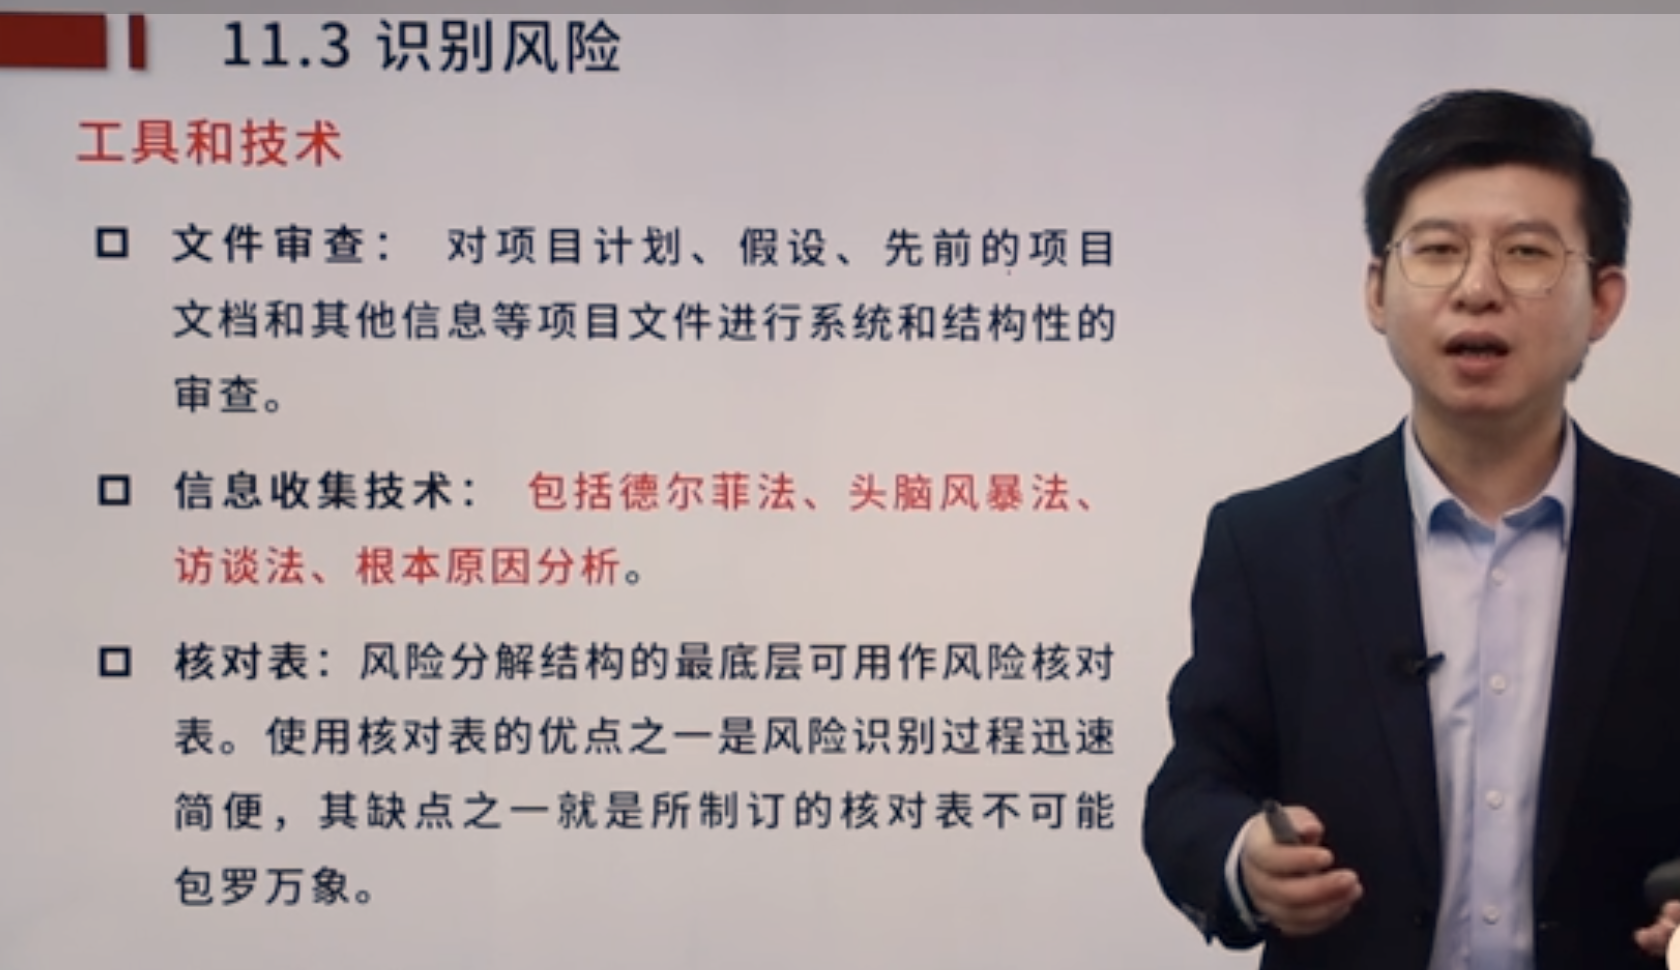 11.3 识别风险
工具和技术
文件审查： 对项目计划、假设、先前的项目
文档和其他信息等项目文件进行系统和结构性的
审查。
信息收集技术： 包括德尔菲法、头脑风暴法、
访谈法、根本原因分析。
核对表：风险分解结构的最底层可用作风险核对
表。使用核对表的优点之一是风险识别过程迅速
简便，其缺点之一就是所制订的核对表不可能
包罗万象。